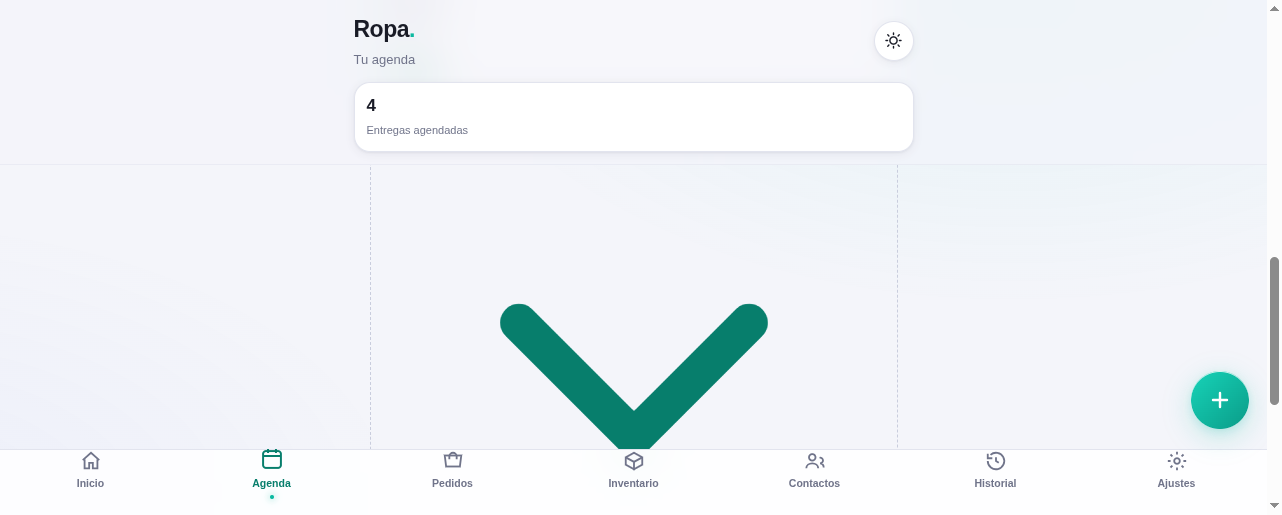 Ropa.
Tu agenda
4
Entregas agendadas
Inicio
Agenda
Pedidos
Inventario
Contactos
Historial
Ajustes